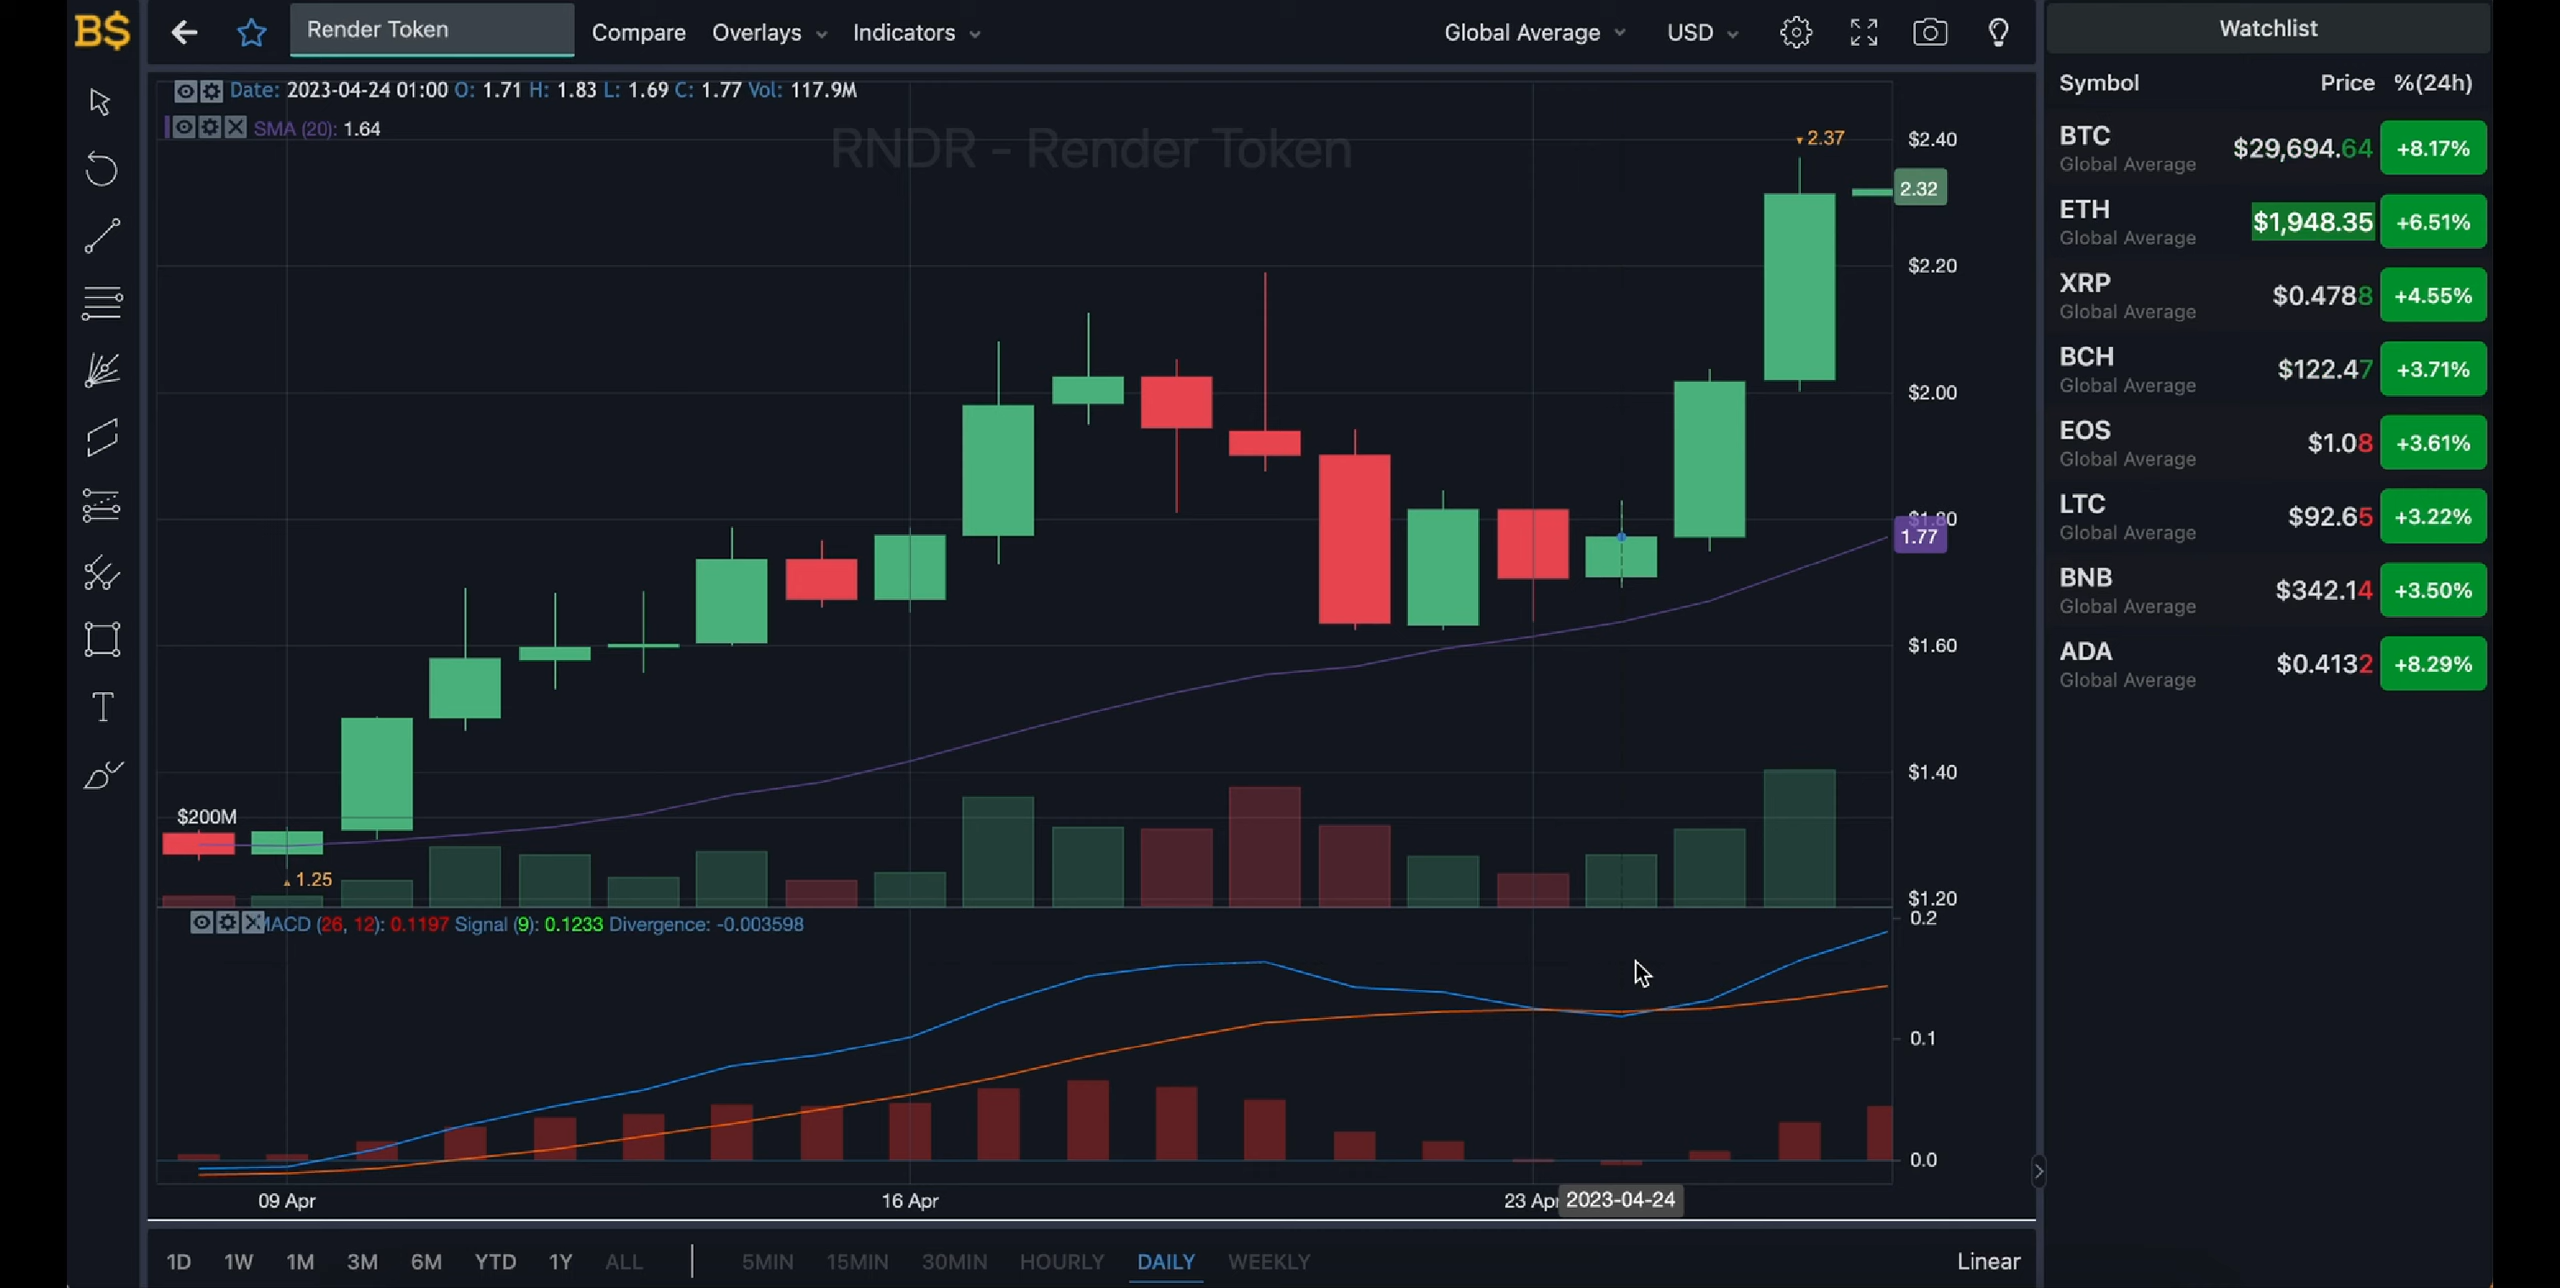 B$
Render Token
Compare
Overlays
Indicators
Global Average
USD
Date: 2023-04-24 01:00 O: 1.71 H: 1.83 L: 1.69 C: 1.77 Vol: 117.9M
SMA (20): 1.64
RNDR - Render Token
2.37
$2.40
2.32
$2.20
$2.00
$1.80
1.77
$1.60
$1.40
$200M
1.25
$1.20
MACD (26, 12): 0.1197 Signal (9): 0.1233 Divergence: -0.003598
0.2
0.1
0.0
09 Apr
16 Apr
23 Apr
2023-04-24
1D 1W 1M 3M 6M YTD 1Y ALL
5MIN 15MIN 30MIN HOURLY DAILY WEEKLY
Linear
Watchlist
Symbol Price %(24h)
BTC $29,694.64 +8.17%
Global Average
ETH $1,948.35 +6.51%
Global Average
XRP $0.4788 +4.55%
Global Average
BCH $122.47 +3.71%
Global Average
EOS $1.08 +3.61%
Global Average
LTC $92.65 +3.22%
Global Average
BNB $342.14 +3.50%
Global Average
ADA $0.4132 +8.29%
Global Average